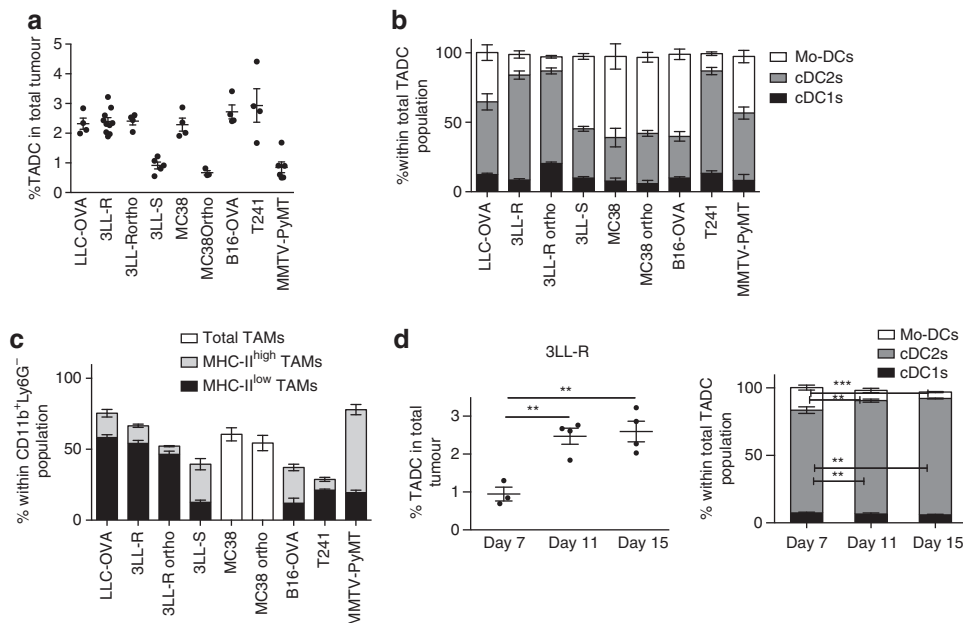 a
%TADC in total tumour
5
4
3
2
1
0
LLC-OVA
3LL-R
3LL-Rortho
3LL-S
MC38
MC38Ortho
B16-OVA
T241
MMTV-PyMT
b
%within total TADC
population
100
50
0
Mo-DCs
cDC2s
cDC1s
LLC-OVA
3LL-R
3LL-R ortho
3LL-S
MC38
MC38 ortho
B16-OVA
T241
MMTV-PyMT
c
Total TAMs
MHC-IIhigh TAMs
MHC-IIlow TAMs
% within CD11b+Ly6G−
population
100
50
0
LLC-OVA
3LL-R
3LL-R ortho
3LL-S
MC38
MC38 ortho
B16-OVA
T241
MMTV-PyMT
d
3LL-R
% TADC in total
tumour
3
2
1
0
**
**
Day 7 Day 11 Day 15
Mo-DCs
cDC2s
cDC1s
% within total TADC
population
100
50
0
***
**
**
**
Day 7 Day 11 Day 15